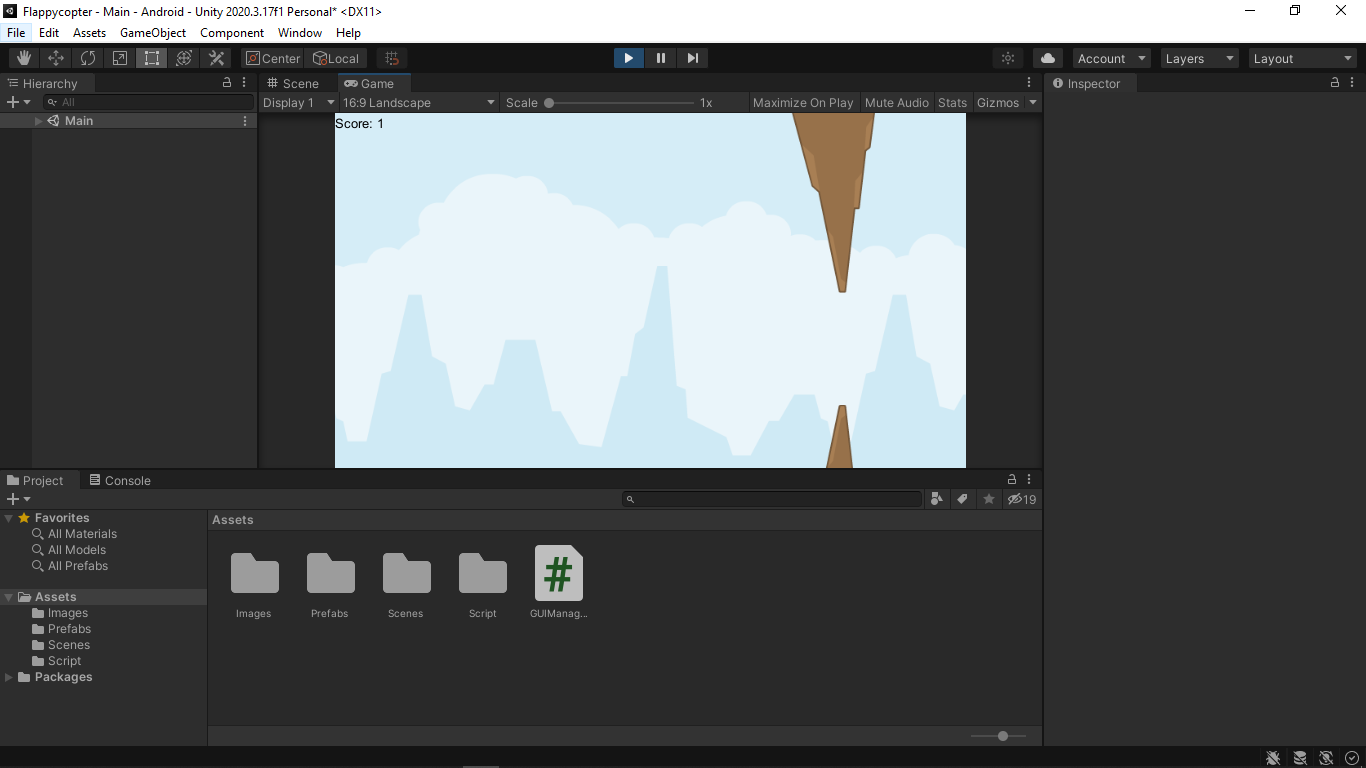 Flappycopter - Main - Android - Unity 2020.3.17f1 Personal* <DX11>
File Edit Assets GameObject Component Window Help
Center Local Account Layers Layout
Hierarchy Scene Game Inspector
All Display 1 16:9 Landscape Scale 1x Maximize On Play Mute Audio Stats Gizmos
Main
Score: 1
Project Console
19
Favorites Assets
All Materials
All Models
All Prefabs
Assets
Images
Prefabs
Scenes
Script
Packages
Images Prefabs Scenes Script GUIManag...